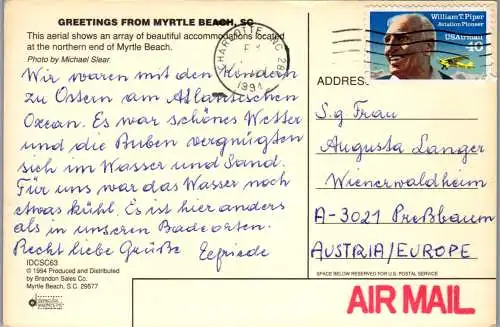 GREETINGS FROM MYRTLE BEACH, SC
This aerial shows an array of beautiful accommodations located
at the northern end of Myrtle Beach.
Photo by Michael Slear
Wir waren mit den Kindern
zu Ostern am Atlantischen
Ozean. Es war schönes Wetter
und die Buben vergnügten
sich im Wasser und Sand.
Für uns war das Wasser noch
etwas kühl. Es ist hier anders
als in unseren Badeorten.
Recht liebe Grüße
IDCSC63
© 1994 Produced and Distributed
by Brandon Sales Co.
Myrtle Beach, S.C. 29577
CHARLOTTE NC 28
1994
William T. Piper
Aviation Pioneer
USAirmail
40
ADDRESS
S.g Frau
Augusta Langer
Wienerwaldheim
A-3021 Preßbaum
AUSTRIA/EUROPE
SPACE BELOW RESERVED FOR U.S. POSTAL SERVICE
AIR MAIL